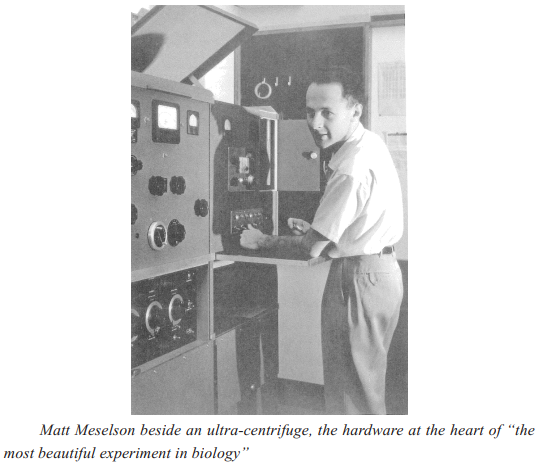 Matt Meselson beside an ultra-centrifuge, the hardware at the heart of “the
most beautiful experiment in biology”